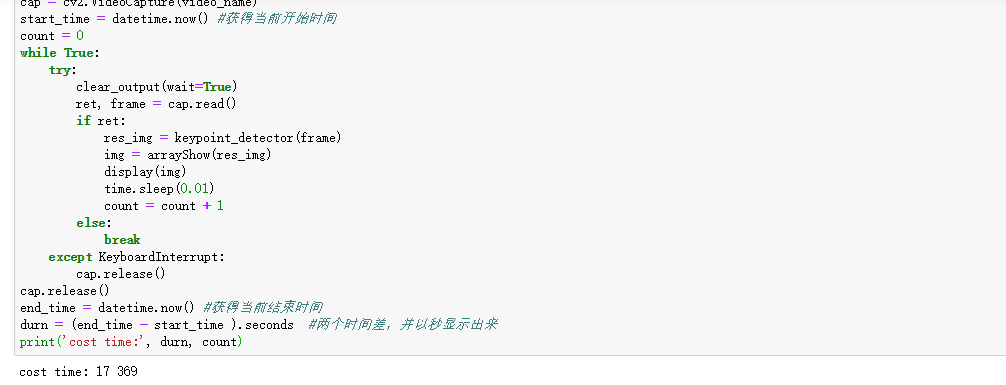 cap = cv2.VideoCapture(video_name)
start_time = datetime.now() #获得当前开始时间
count = 0
while True:
    try:
        clear_output(wait=True)
        ret, frame = cap.read()
        if ret:
            res_img = keypoint_detector(frame)
            img = arrayShow(res_img)
            display(img)
            time.sleep(0.01)
            count = count + 1
        else:
            break
    except KeyboardInterrupt:
        cap.release()
cap.release()
end_time = datetime.now() #获得当前结束时间
durn = (end_time - start_time ).seconds  #两个时间差，并以秒显示出来
print('cost time:', durn, count)
cost time: 17 369